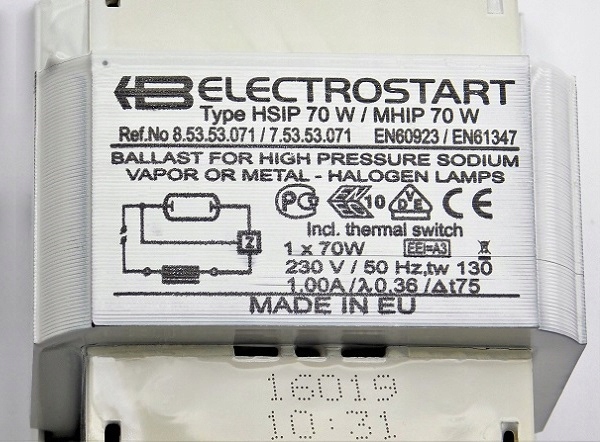 ELECTROSTART
Type HSIP 70 W / MHIP 70 W
Ref.No 8.53.53.071 / 7.53.53.071 EN60923 / EN61347
BALLAST FOR HIGH PRESSURE SODIUM
VAPOR OR METAL - HALOGEN LAMPS
PC 10 VDE CE
Incl. thermal switch
Z
1 x 70W EEI=A3
230 V / 50 Hz,tw 130
1.00A / λ0.36 / Δt75
MADE IN EU
16019
10:31